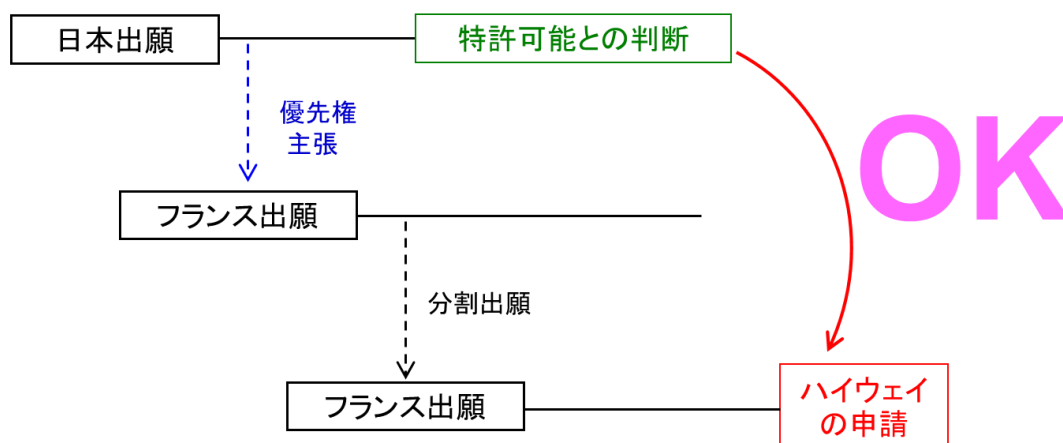 日本出願
特許可能との判断
優先権
主張
OK
フランス出願
分割出願
フランス出願
ハイウェイ
の申請